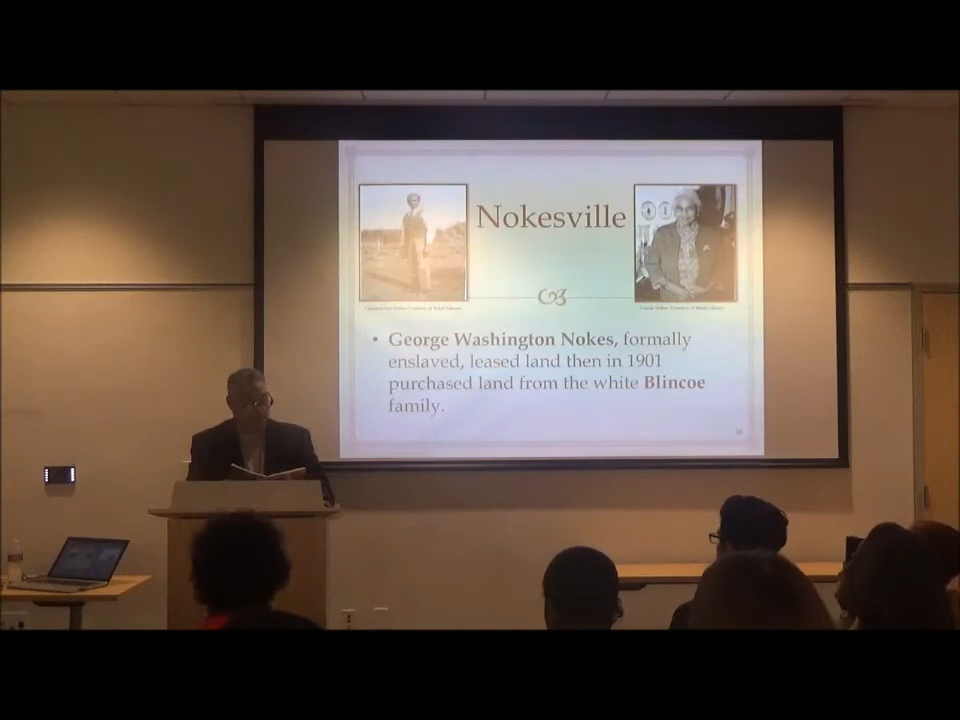 Nokesville
• George Washington Nokes, formally
enslaved, leased land then in 1901
purchased land from the white Blincoe
family.